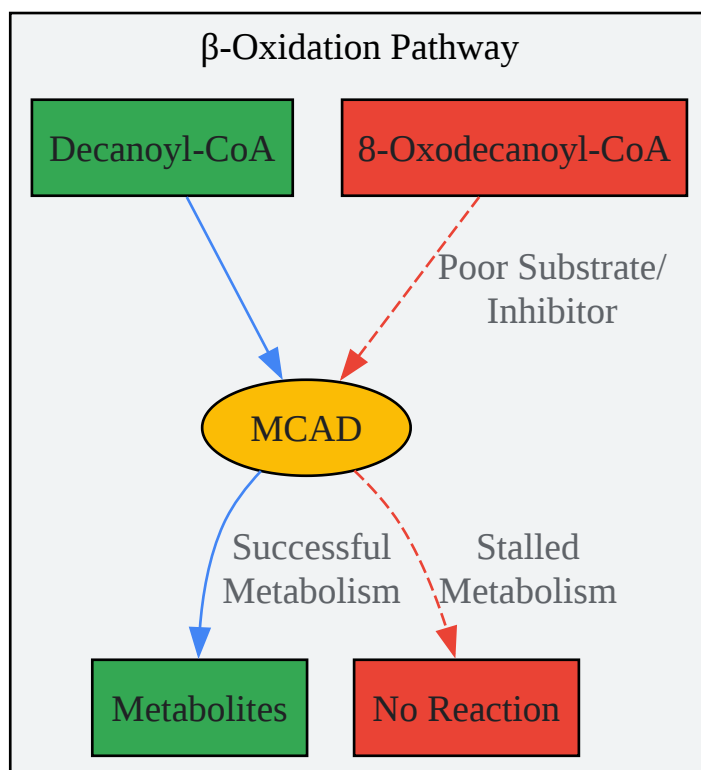 β-Oxidation Pathway
Decanoyl-CoA
8-Oxodecanoyl-CoA
Poor Substrate/
Inhibitor
MCAD
Successful
Metabolism
Stalled
Metabolism
Metabolites
No Reaction